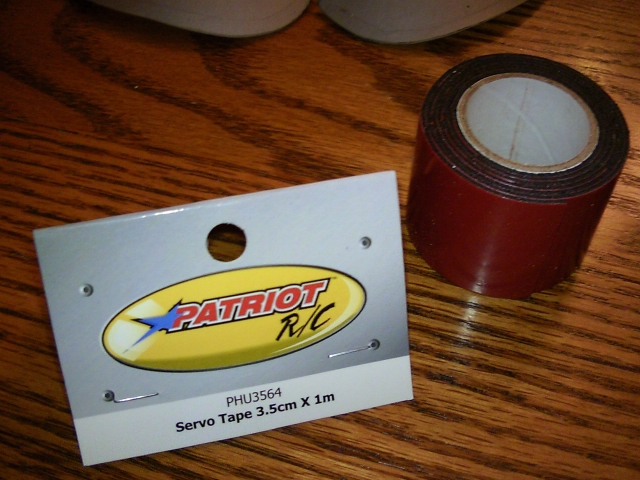 PATRIOT
R/C
PHU3564
Servo Tape 3.5cm X 1m